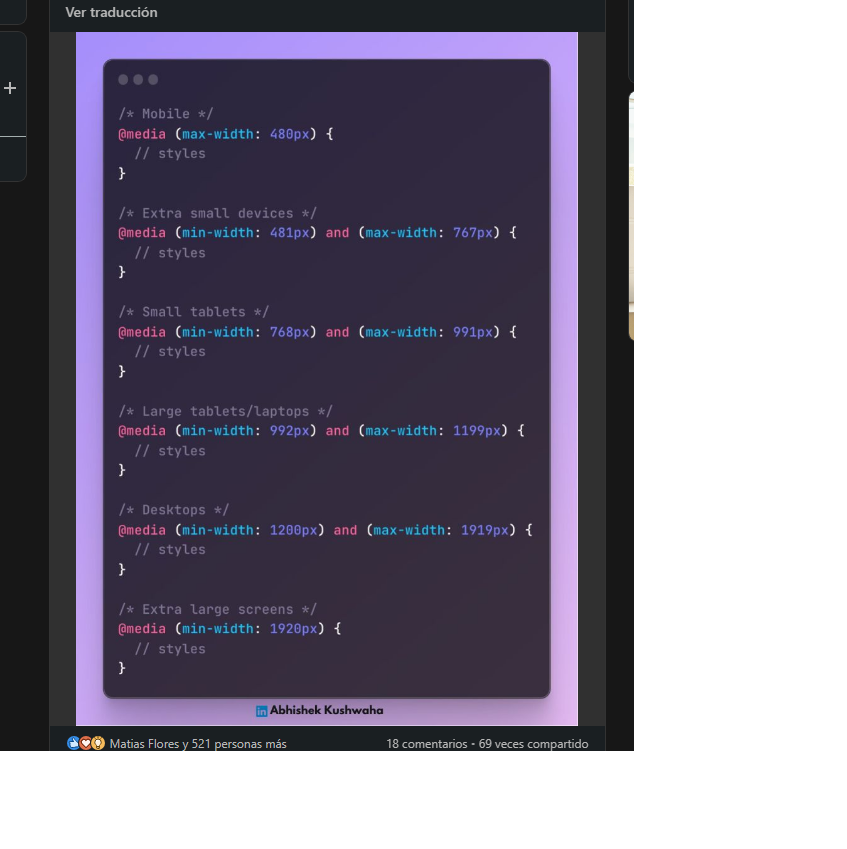 Ver traducción
/* Mobile */
@media (max-width: 480px) {
  // styles
}
/* Extra small devices */
@media (min-width: 481px) and (max-width: 767px) {
  // styles
}
/* Small tablets */
@media (min-width: 768px) and (max-width: 991px) {
  // styles
}
/* Large tablets/laptops */
@media (min-width: 992px) and (max-width: 1199px) {
  // styles
}
/* Desktops */
@media (min-width: 1200px) and (max-width: 1919px) {
  // styles
}
/* Extra large screens */
@media (min-width: 1920px) {
  // styles
}
in Abhishek Kushwaha
Matias Flores y 521 personas más 18 comentarios • 69 veces compartido